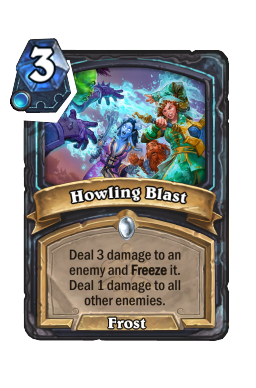 3
Howling Blast
Deal 3 damage to an
enemy and Freeze it.
Deal 1 damage to all
other enemies.
Frost